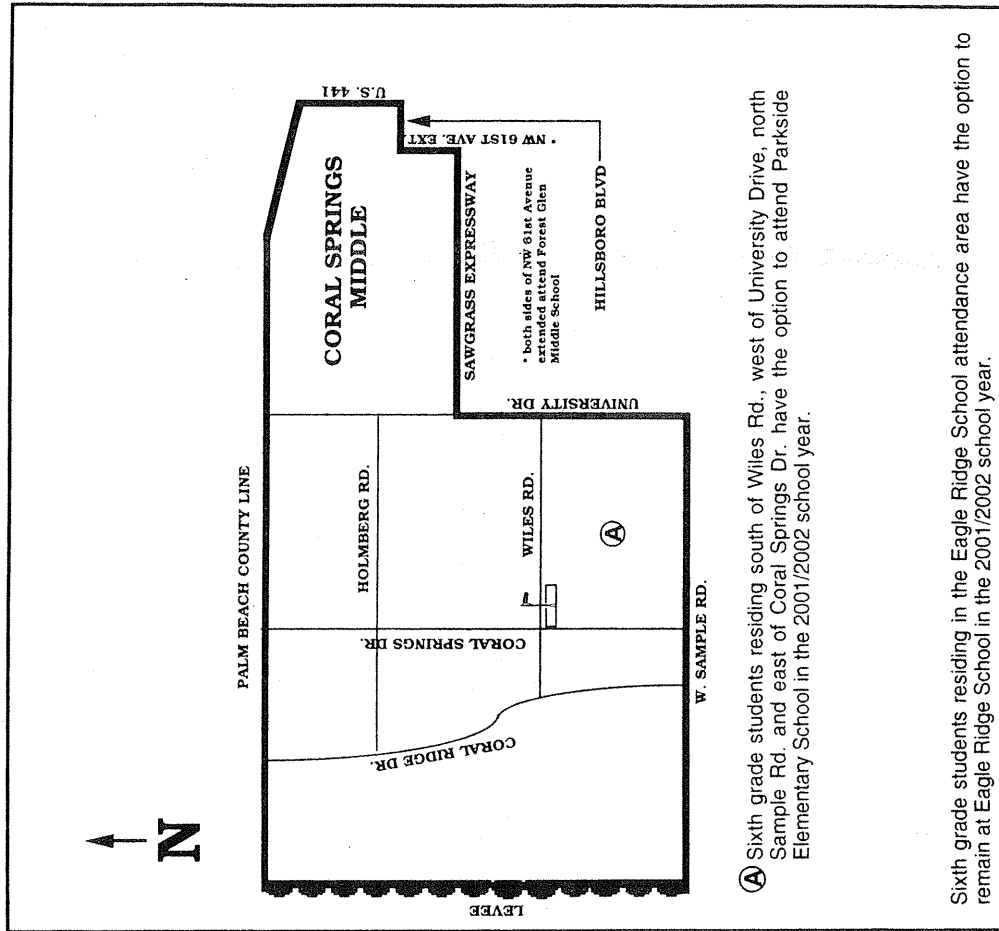 N
PALM BEACH COUNTY LINE
U.S. 441
CORAL SPRINGS
MIDDLE
* NW 61ST AVE. EXT.
HOLMBERG RD.
SAWGRASS EXPRESSWAY
* both sides of NW 61st Avenue
extended attend Forest Glen
Middle School
HILLSBORO BLVD
UNIVERSITY DR.
WILES RD.
CORAL SPRINGS DR.
CORAL RIDGE DR.
A
LEVEE
W. SAMPLE RD.
A Sixth grade students residing south of Wiles Rd., west of University Drive, north
Sample Rd. and east of Coral Springs Dr. have the option to attend Parkside
Elementary School in the 2001/2002 school year.
Sixth grade students residing in the Eagle Ridge School attendance area have the option to
remain at Eagle Ridge School in the 2001/2002 school year.